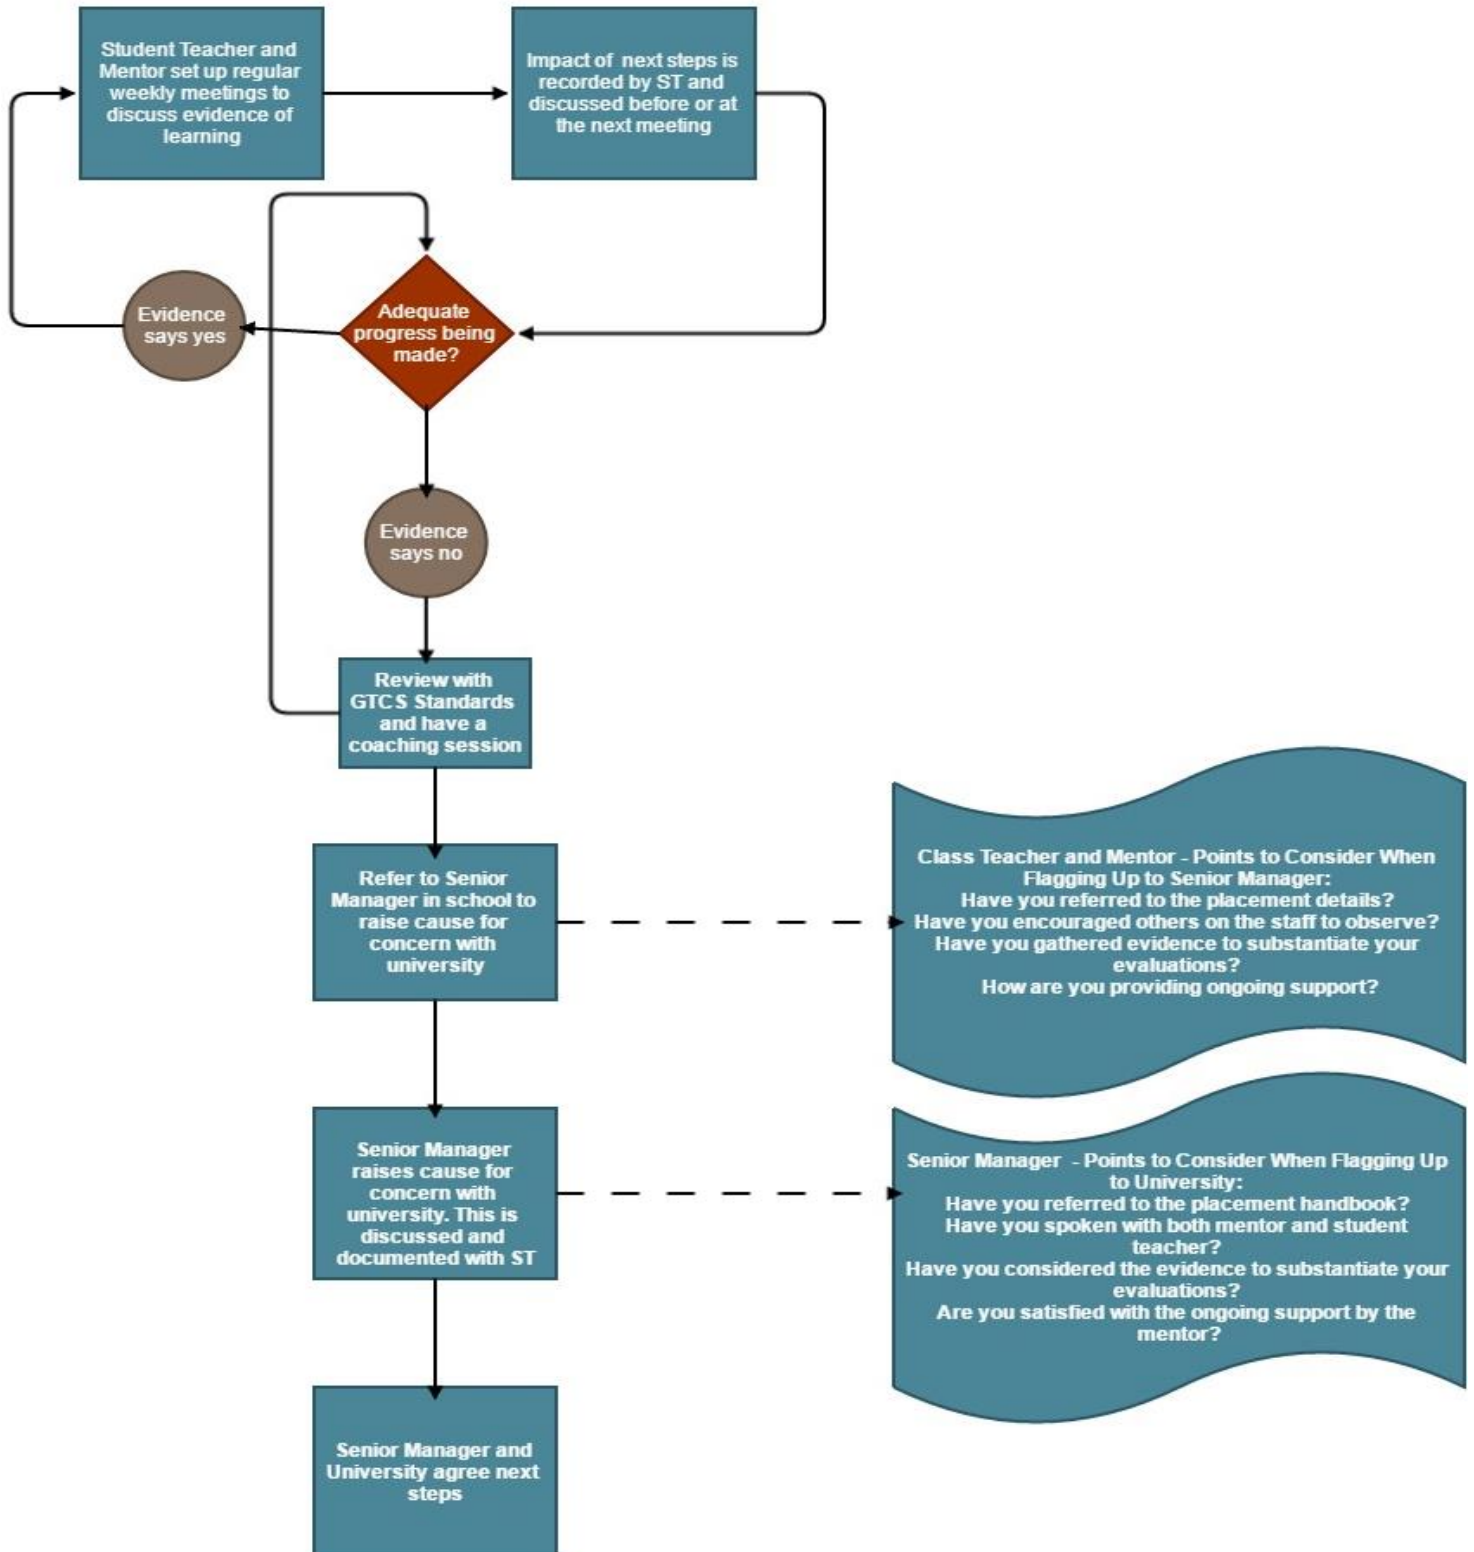 Student Teacher and
Mentor set up regular
weekly meetings to
discuss evidence of
learning
Impact of next steps is
recorded by ST and
discussed before or at
the next meeting
Evidence
says yes
Adequate
progress being
made?
Evidence
says no
Review with
GTCS Standards
and have a
coaching session
Refer to Senior
Manager in school to
raise cause for
concern with
university
Class Teacher and Mentor - Points to Consider When
Flagging Up to Senior Manager:
Have you referred to the placement details?
Have you encouraged others on the staff to observe?
Have you gathered evidence to substantiate your
evaluations?
How are you providing ongoing support?
Senior Manager
raises cause for
concern with
university. This is
discussed and
documented with ST
Senior Manager - Points to Consider When Flagging Up
to University:
Have you referred to the placement handbook?
Have you spoken with both mentor and student
teacher?
Have you considered the evidence to substantiate your
evaluations?
Are you satisfied with the ongoing support by the
mentor?
Senior Manager and
University agree next
steps